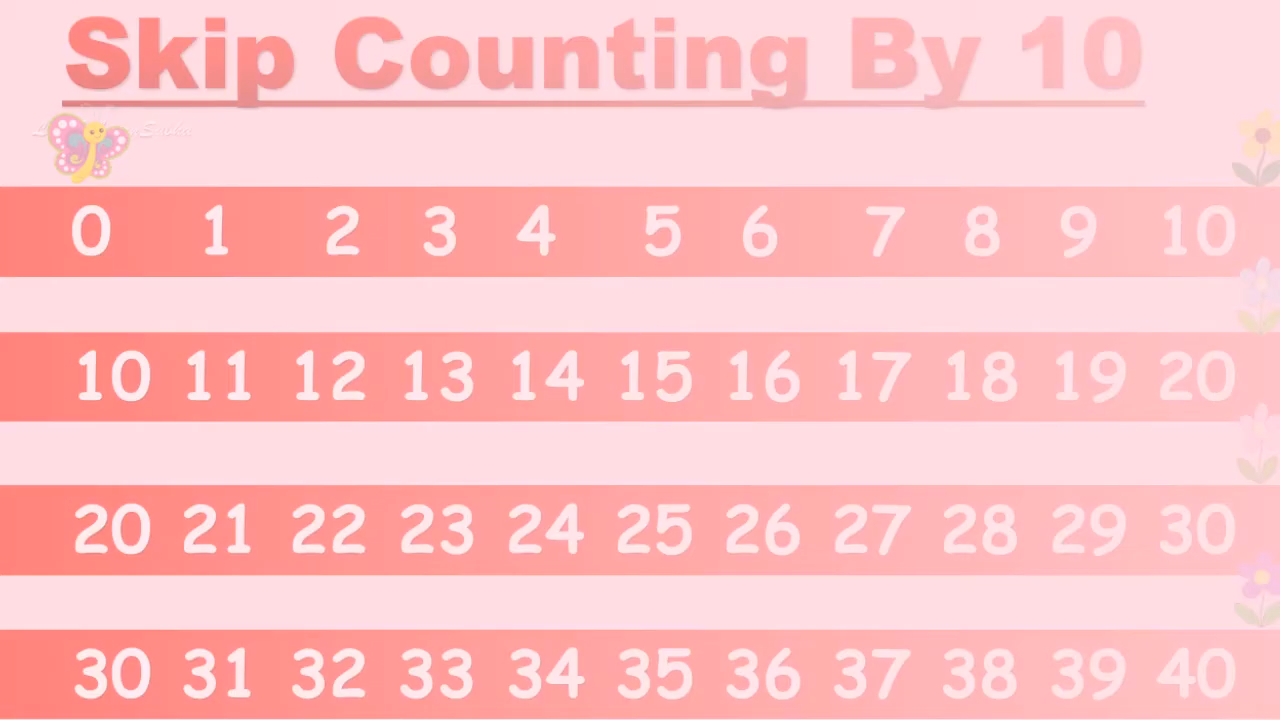 Skip Counting By 10
0 1 2 3 4 5 6 7 8 9 10
10 11 12 13 14 15 16 17 18 19 20
20 21 22 23 24 25 26 27 28 29 30
30 31 32 33 34 35 36 37 38 39 40